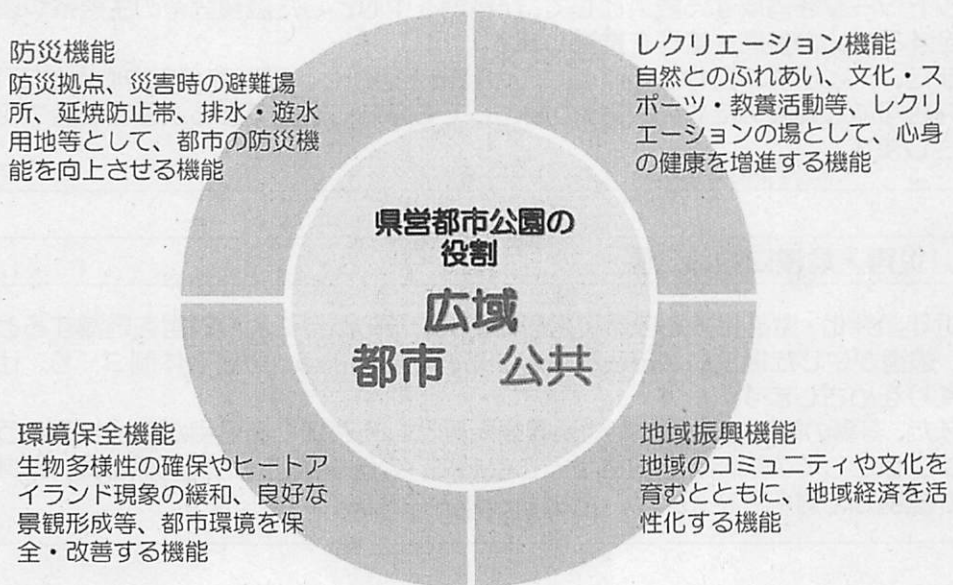 防災機能
防災拠点、災害時の避難場
所、延焼防止帯、排水・遊水
用地等として、都市の防災機
能を向上させる機能
レクリエーション機能
自然とのふれあい、文化・ス
ポーツ・教養活動等、レクリ
エーションの場として、心身
の健康を増進する機能
県営都市公園の
役割
広域
都市 公共
環境保全機能
生物多様性の確保やヒートア
イランド現象の緩和、良好な
景観形成等、都市環境を保
全・改善する機能
地域振興機能
地域のコミュニティや文化を
育むとともに、地域経済を活
性化する機能